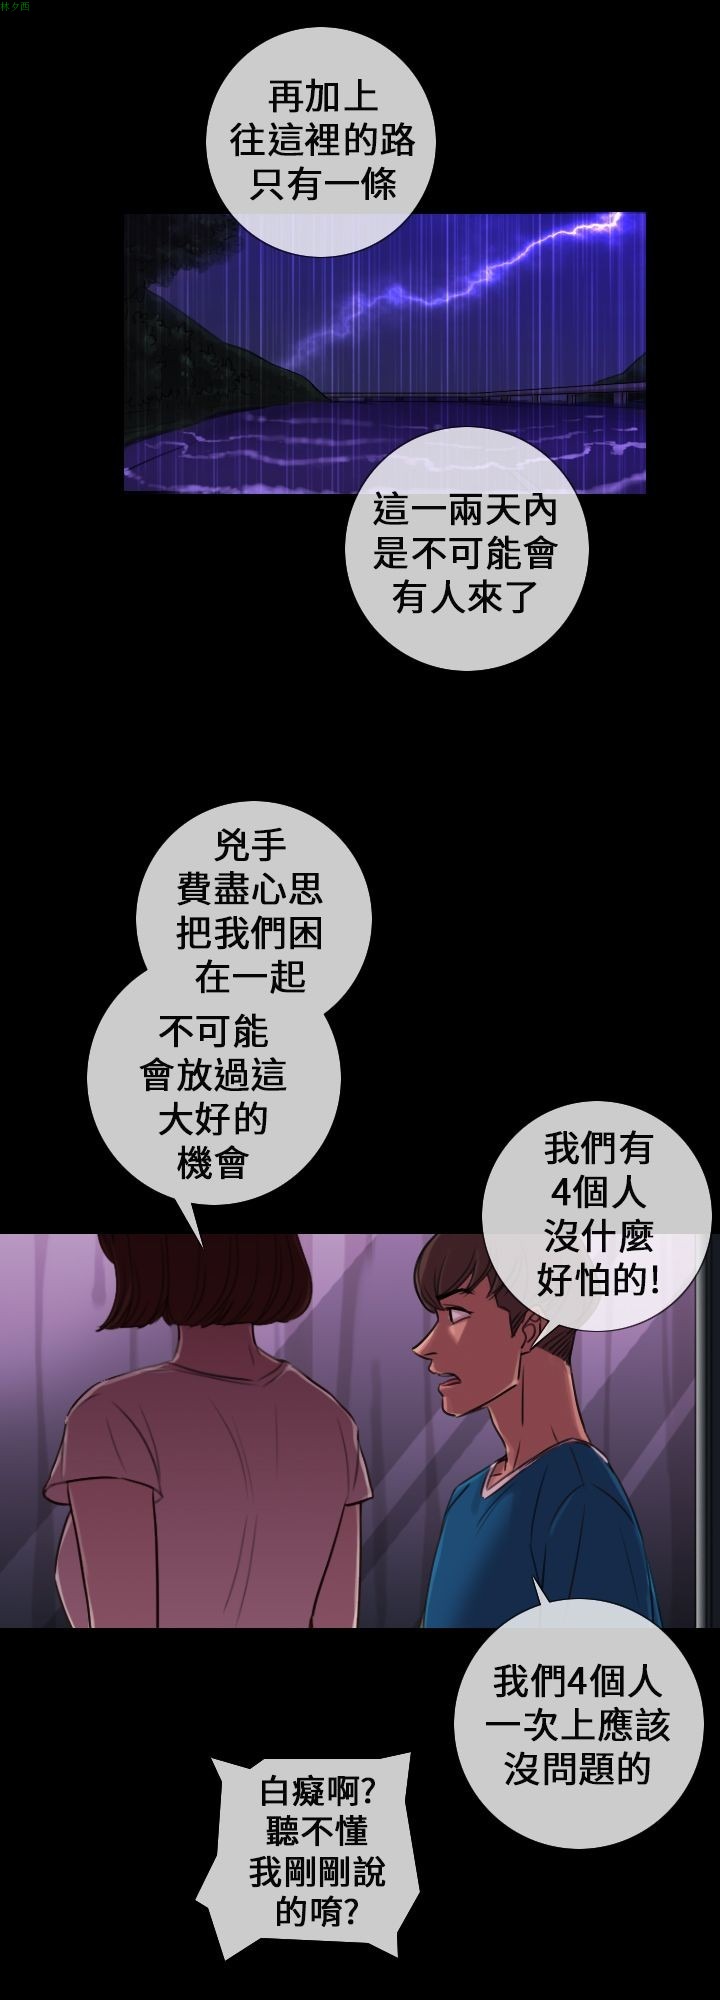 林夕西
再加上
往這裡的路
只有一條
這一兩天內
是不可能會
有人來了
兇手
費盡心思
把我們困
在一起
不可能
會放過這
大好的
機會
我們有
4個人
沒什麼
好怕的!
我們4個人
一次上應該
沒問題的
白癡啊?
聽不懂
我剛剛說
的唷?